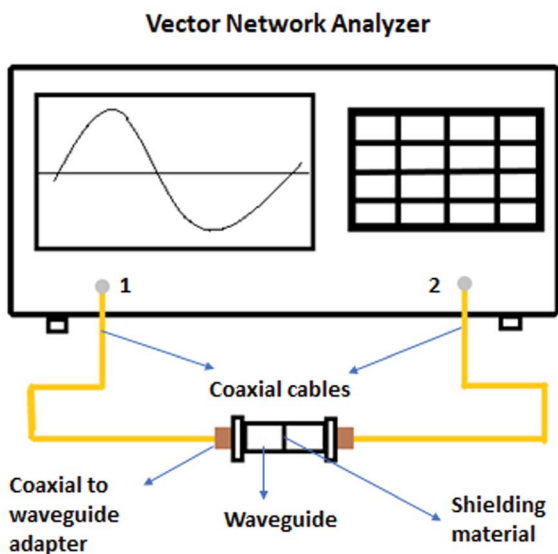 Vector Network Analyzer
1
2
Coaxial cables
Coaxial to
waveguide
adapter
Waveguide
Shielding
material